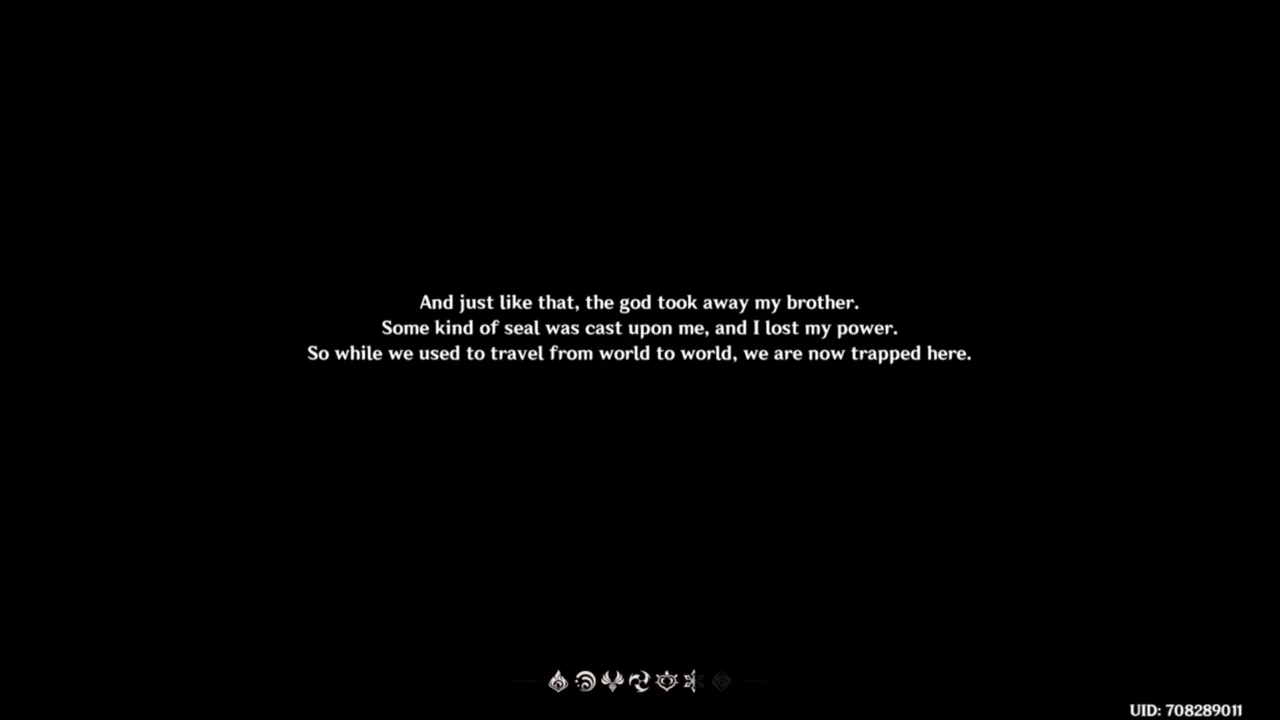 And just like that, the god took away my brother.
Some kind of seal was cast upon me, and I lost my power.
So while we used to travel from world to world, we are now trapped here.
UID: 708289011